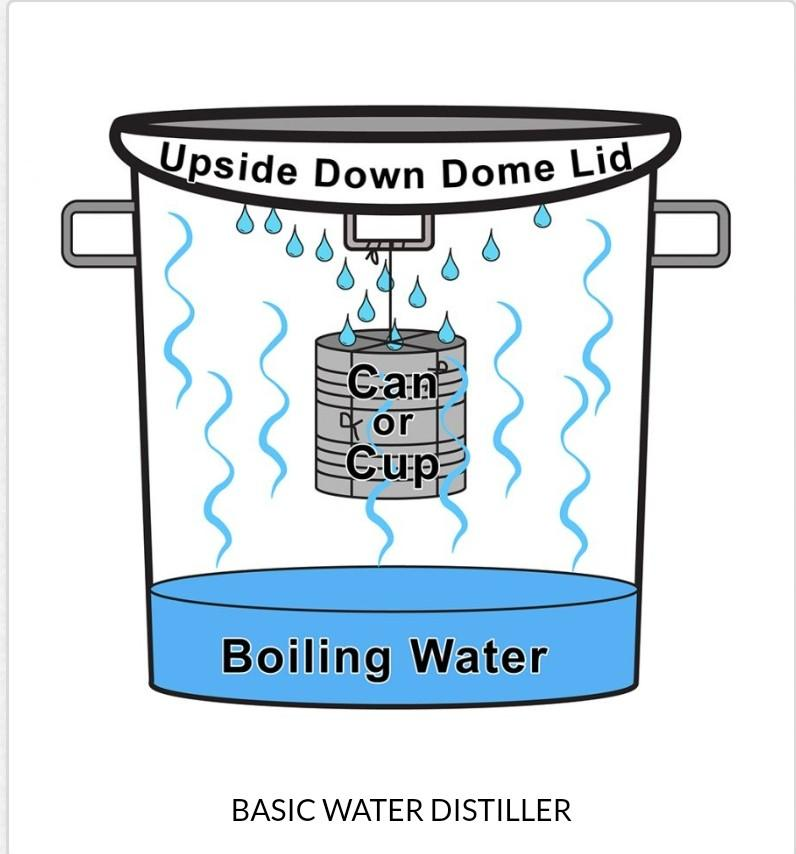 Upside Down Dome Lid
Can
or
Cup
Boiling Water
BASIC WATER DISTILLER